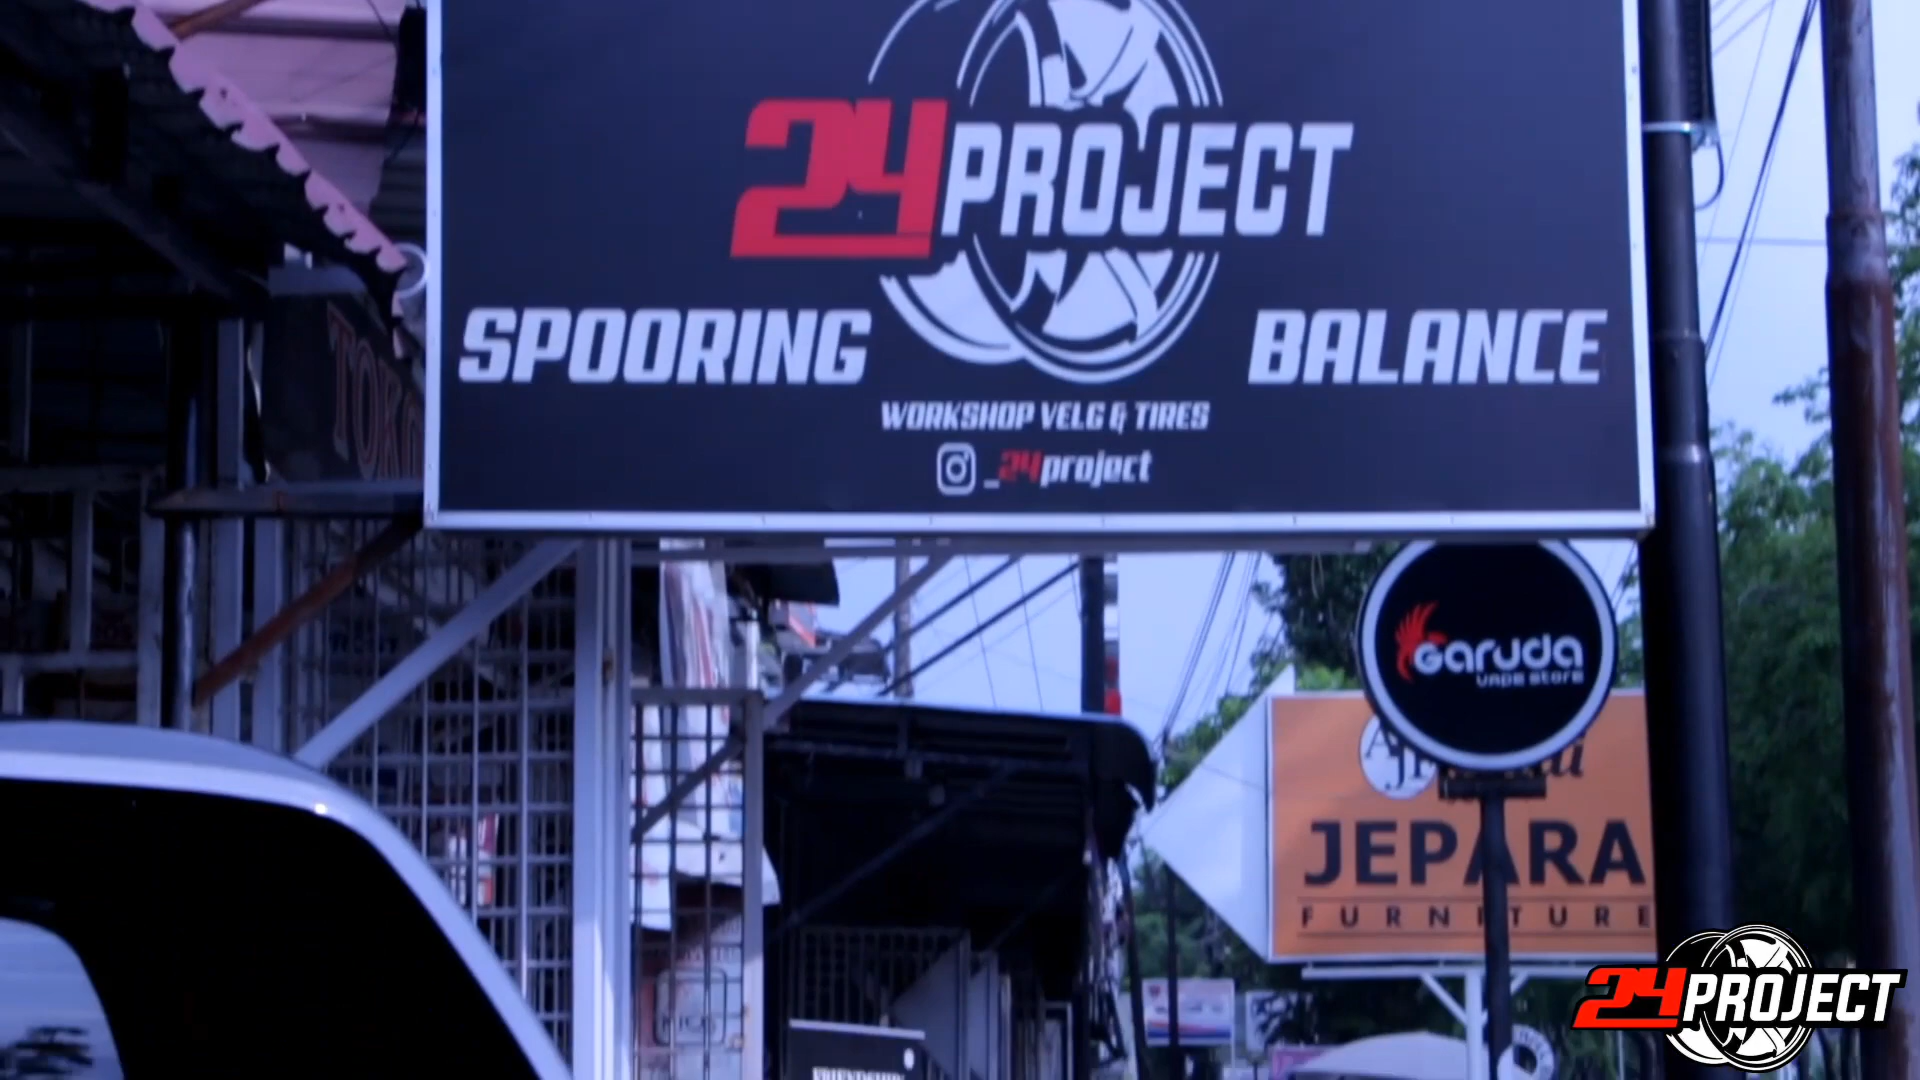 24PROJECT
SPOORING
BALANCE
WORKSHOP VELG & TIRES
_24project
Garuda
VAPE STORE
JEPARA
FURNITURE
24PROJECT